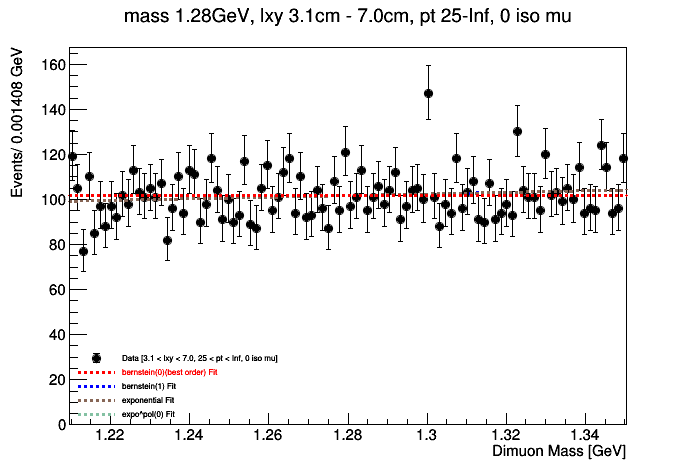 mass 1.28GeV, lxy 3.1cm - 7.0cm, pt 25-Inf, 0 iso mu
Events/ 0.001408 GeV
160
140
120
100
80
60
40
20
0
Data [3.1 < lxy < 7.0, 25 < pt < Inf, 0 iso mu]
bernstein(0)(best order) Fit
bernstein(1) Fit
exponential Fit
expo*pol(0) Fit
1.22 1.24 1.26 1.28 1.3 1.32 1.34
Dimuon Mass [GeV]